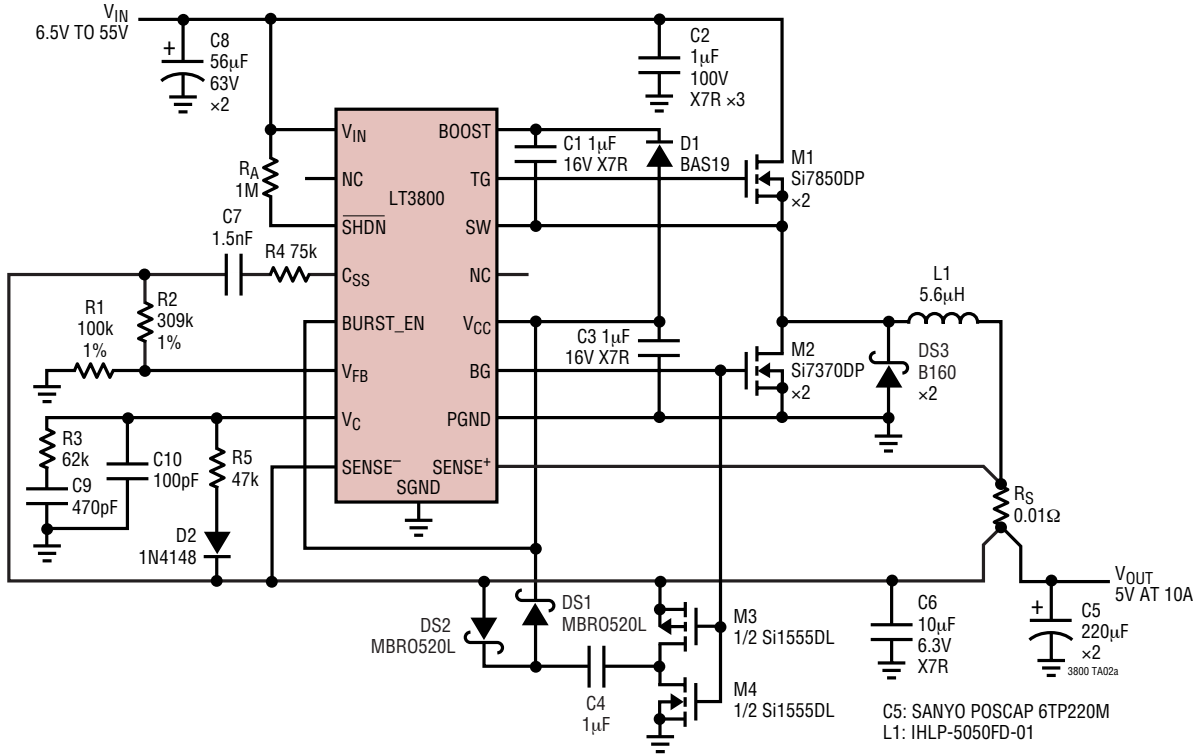 VIN
6.5V TO 55V
C8
56µF
63V
×2
C2
1µF
100V
X7R ×3
VIN
NC
SHDN
CSS
BURST_EN
VFB
VC
SENSE–
LT3800
SGND
BOOST
TG
SW
NC
VCC
BG
PGND
SENSE+
RA
1M
C7
1.5nF
R4 75k
R1
100k
1%
R2
309k
1%
R3
62k
C9
470pF
C10
100pF
R5
47k
D2
1N4148
C1 1µF
16V X7R
D1
BAS19
M1
Si7850DP
×2
C3 1µF
16V X7R
M2
Si7370DP
×2
L1
5.6µH
DS3
B160
×2
RS
0.01Ω
DS2
MBRO520L
DS1
MBRO520L
C4
1µF
M3
1/2 Si1555DL
M4
1/2 Si1555DL
C6
10µF
6.3V
X7R
VOUT
5V AT 10A
C5
220µF
×2
3800 TA02a
C5: SANYO POSCAP 6TP220M
L1: IHLP-5050FD-01